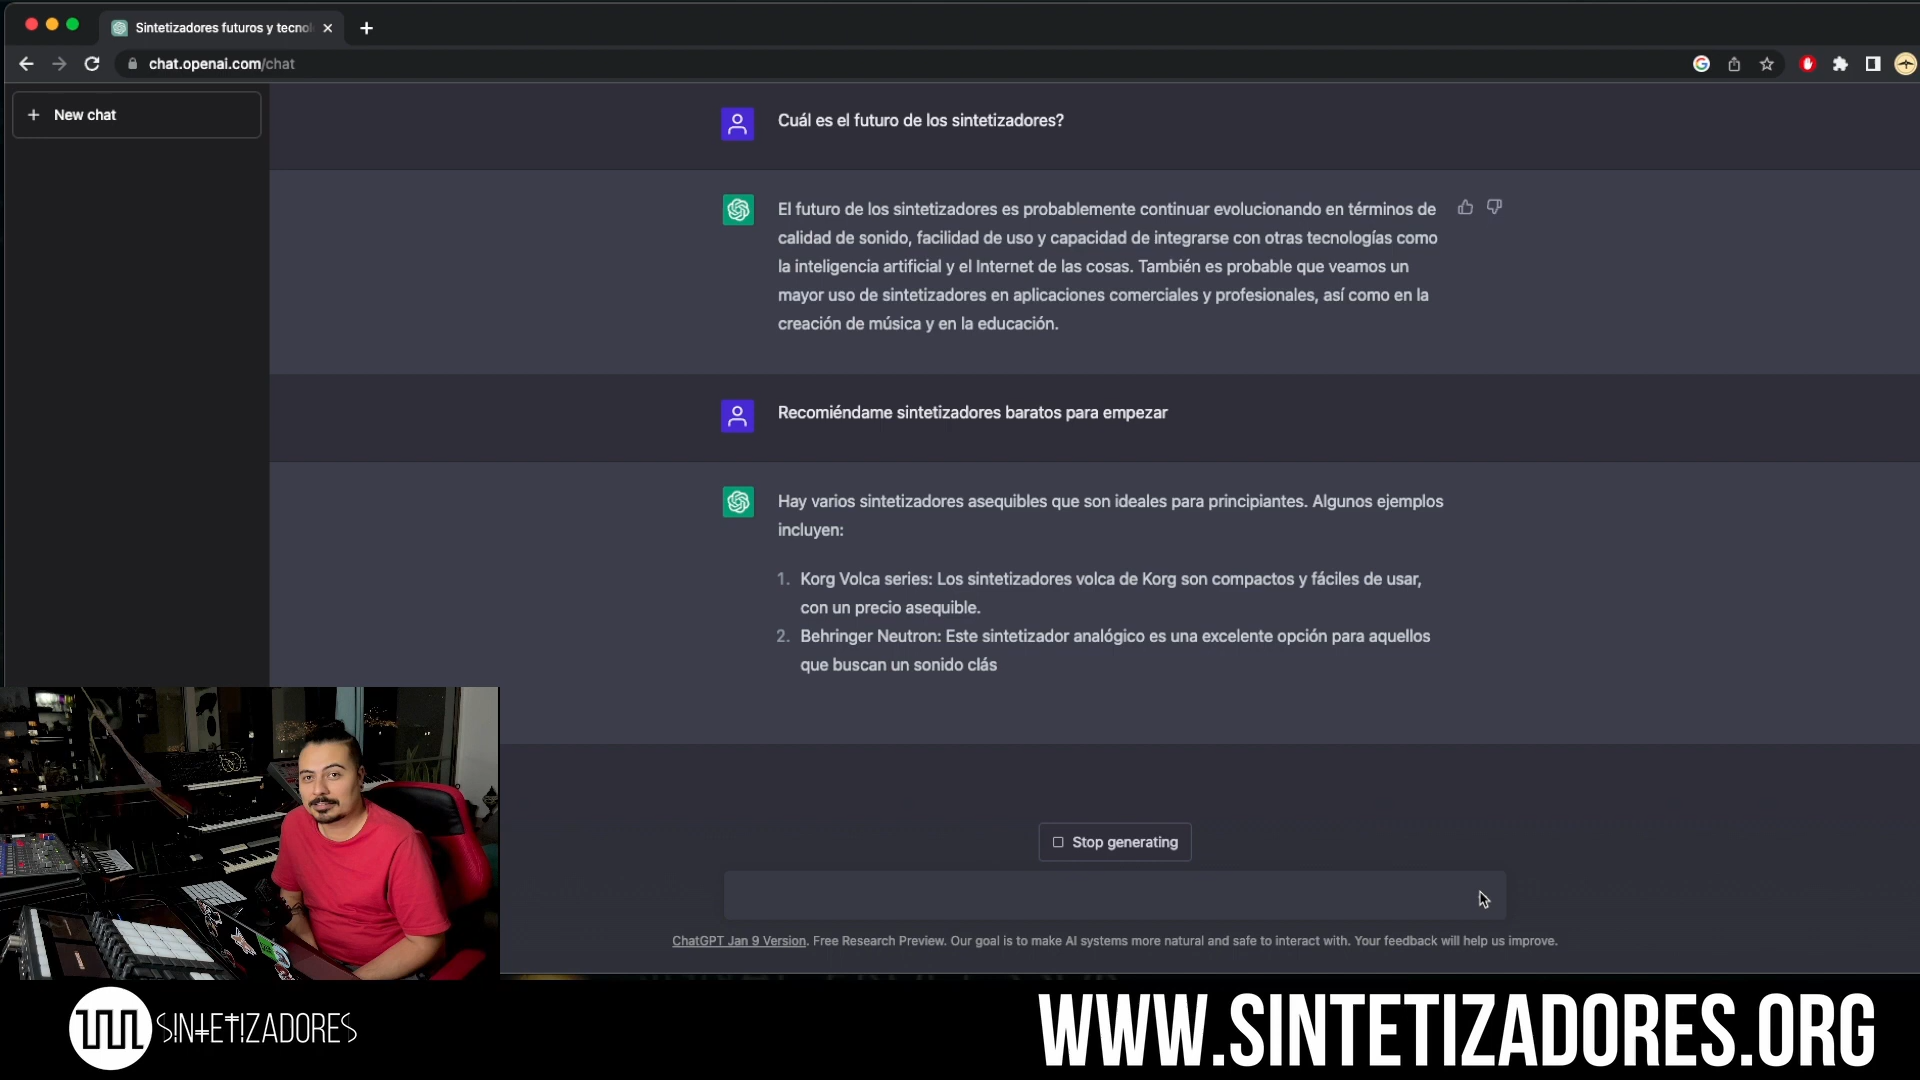 Sintetizadores futuros y tecno
chat.openai.com/chat
New chat
Cuál es el futuro de los sintetizadores?
El futuro de los sintetizadores es probablemente continuar evolucionando en términos de
calidad de sonido, facilidad de uso y capacidad de integrarse con otras tecnologías como
la inteligencia artificial y el Internet de las cosas. También es probable que veamos un
mayor uso de sintetizadores en aplicaciones comerciales y profesionales, así como en la
creación de música y en la educación.
Recomiéndame sintetizadores baratos para empezar
Hay varios sintetizadores asequibles que son ideales para principiantes. Algunos ejemplos
incluyen:
1. Korg Volca series: Los sintetizadores volca de Korg son compactos y fáciles de usar,
con un precio asequible.
2. Behringer Neutron: Este sintetizador analógico es una excelente opción para aquellos
que buscan un sonido clás
Stop generating
ChatGPT Jan 9 Version. Free Research Preview. Our goal is to make AI systems more natural and safe to interact with. Your feedback will help us improve.
SINTETIZADORES
WWW.SINTETIZADORES.ORG